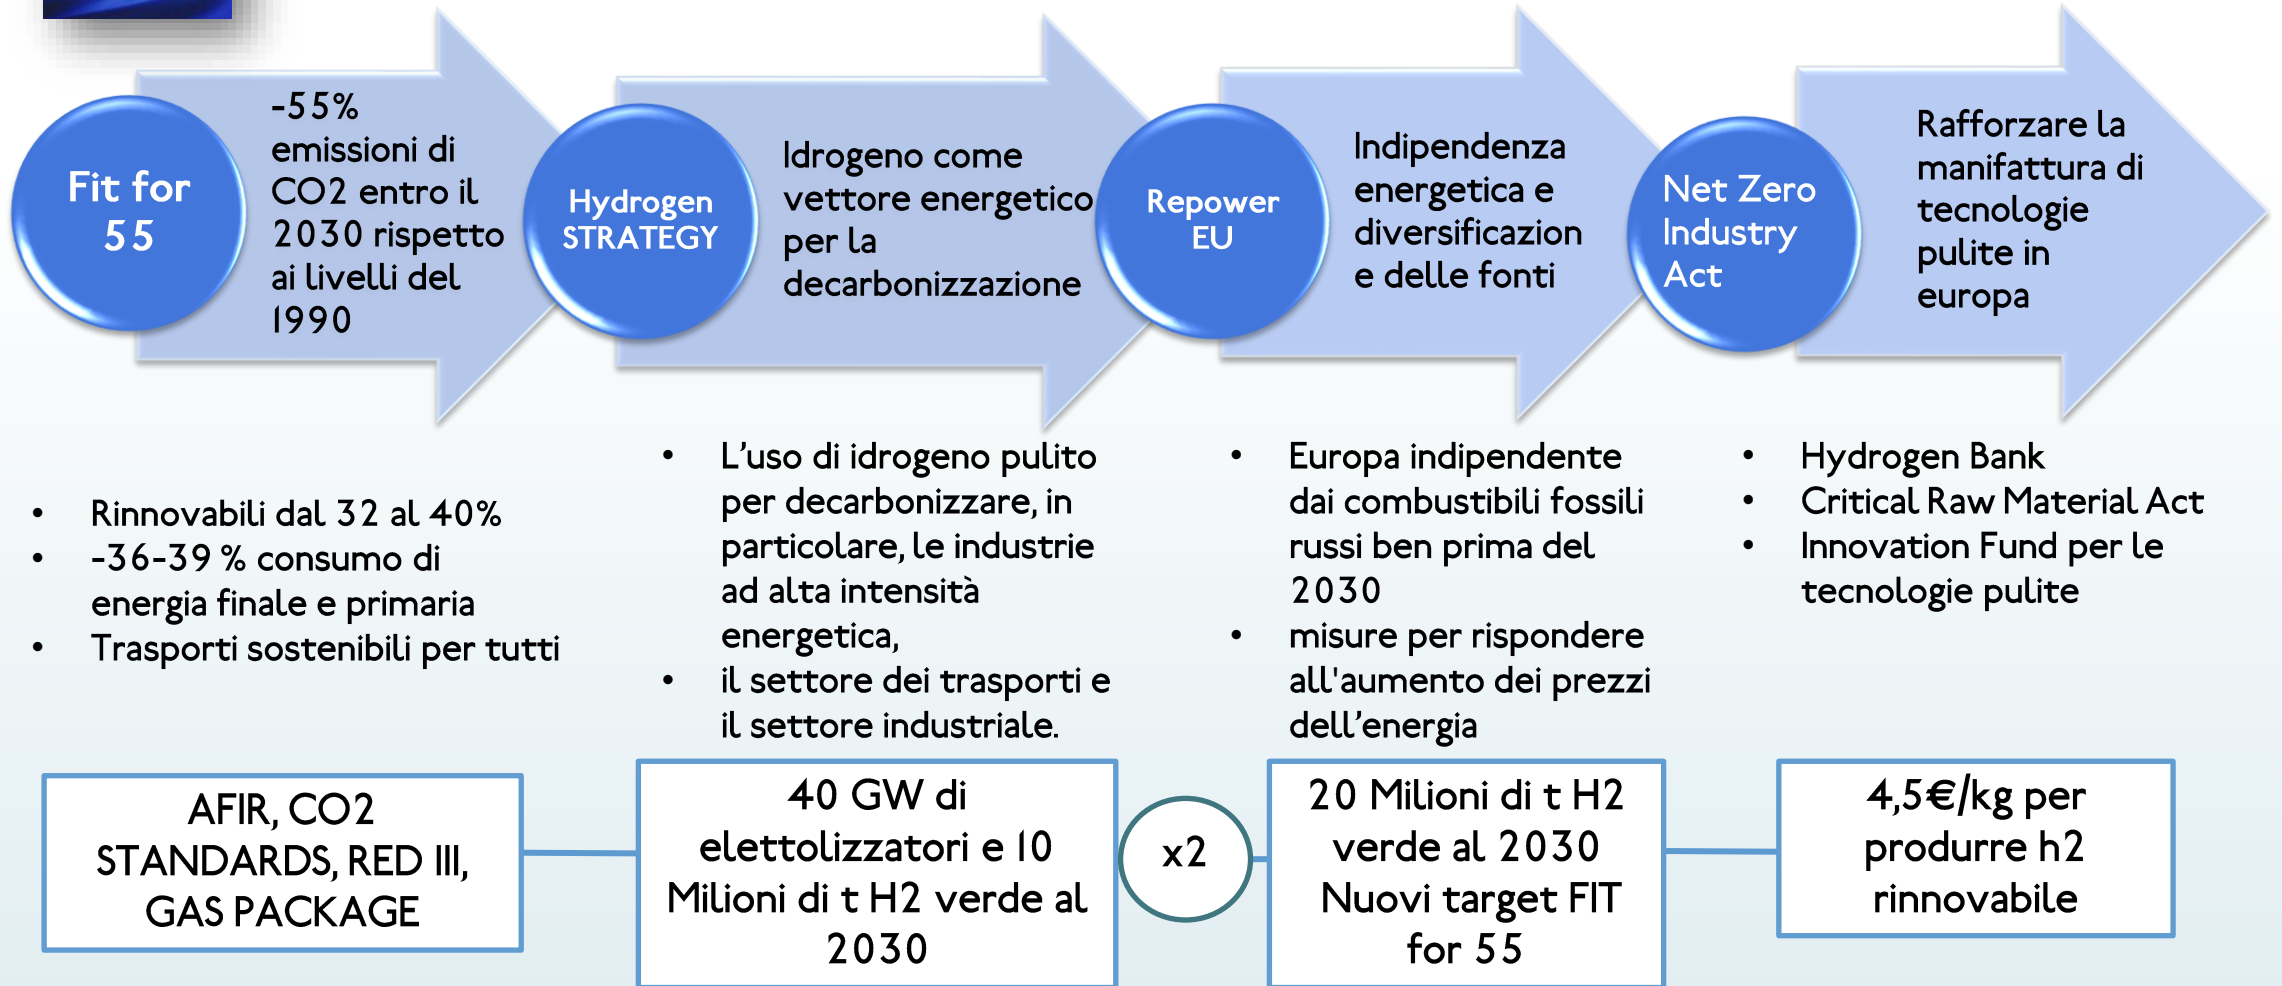 Fit for
55
-55%
emissioni di
CO2 entro il
2030 rispetto
ai livelli del
1990
Hydrogen
STRATEGY
Idrogeno come
vettore energetico
per la
decarbonizzazione
Repower
EU
Indipendenza
energetica e
diversificazion
e delle fonti
Net Zero
Industry
Act
Rafforzare la
manifattura di
tecnologie
pulite in
europa
• Rinnovabili dal 32 al 40%
• -36-39 % consumo di
energia finale e primaria
• Trasporti sostenibili per tutti
• L’uso di idrogeno pulito
per decarbonizzare, in
particolare, le industrie
ad alta intensità
energetica,
• il settore dei trasporti e
il settore industriale.
• Europa indipendente
dai combustibili fossili
russi ben prima del
2030
• misure per rispondere
all'aumento dei prezzi
dell’energia
• Hydrogen Bank
• Critical Raw Material Act
• Innovation Fund per le
tecnologie pulite
AFIR, CO2
STANDARDS, RED III,
GAS PACKAGE
40 GW di
elettolizzatori e 10
Milioni di t H2 verde al
2030
x2
20 Milioni di t H2
verde al 2030
Nuovi target FIT
for 55
4,5€/kg per
produrre h2
rinnovabile